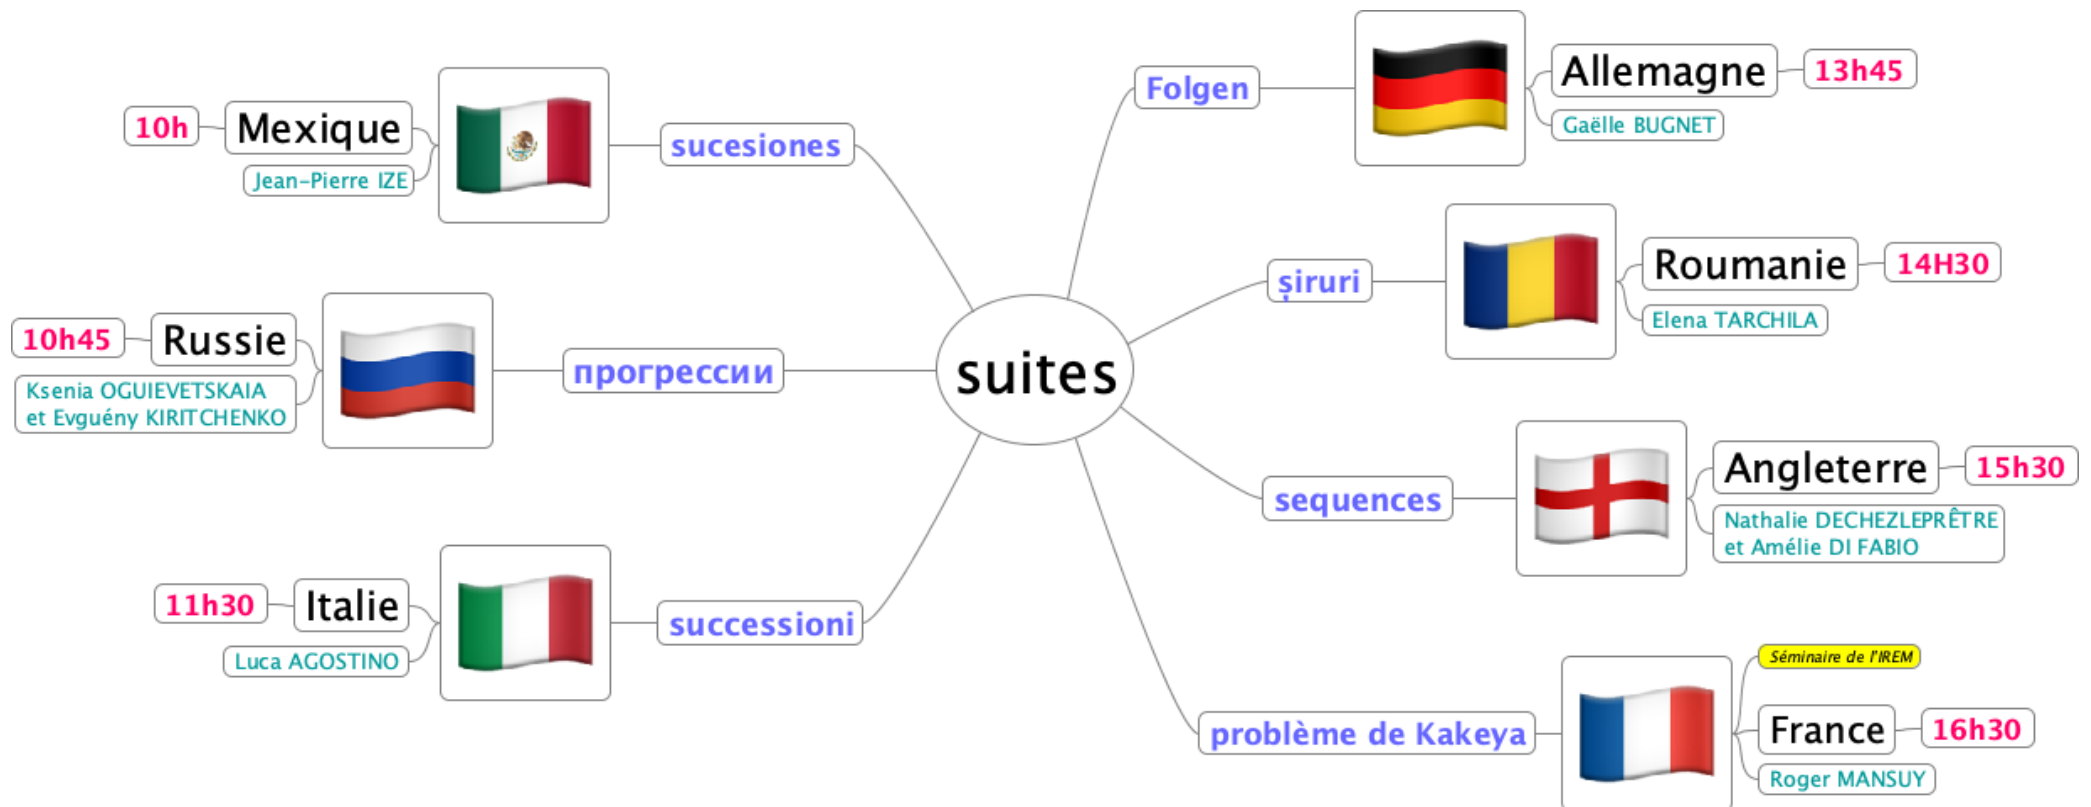 suites
sucesiones
Mexique
10h
Jean-Pierre IZE
прогрессии
Russie
10h45
Ksenia OGUIEVETSKAIA
et Evguény KIRITCHENKO
successioni
Italie
11h30
Luca AGOSTINO
Folgen
Allemagne
13h45
Gaëlle BUGNET
șiruri
Roumanie
14H30
Elena TARCHILA
sequences
Angleterre
15h30
Nathalie DECHEZLEPRÊTRE
et Amélie DI FABIO
problème de Kakeya
Séminaire de l'IREM
France
16h30
Roger MANSUY